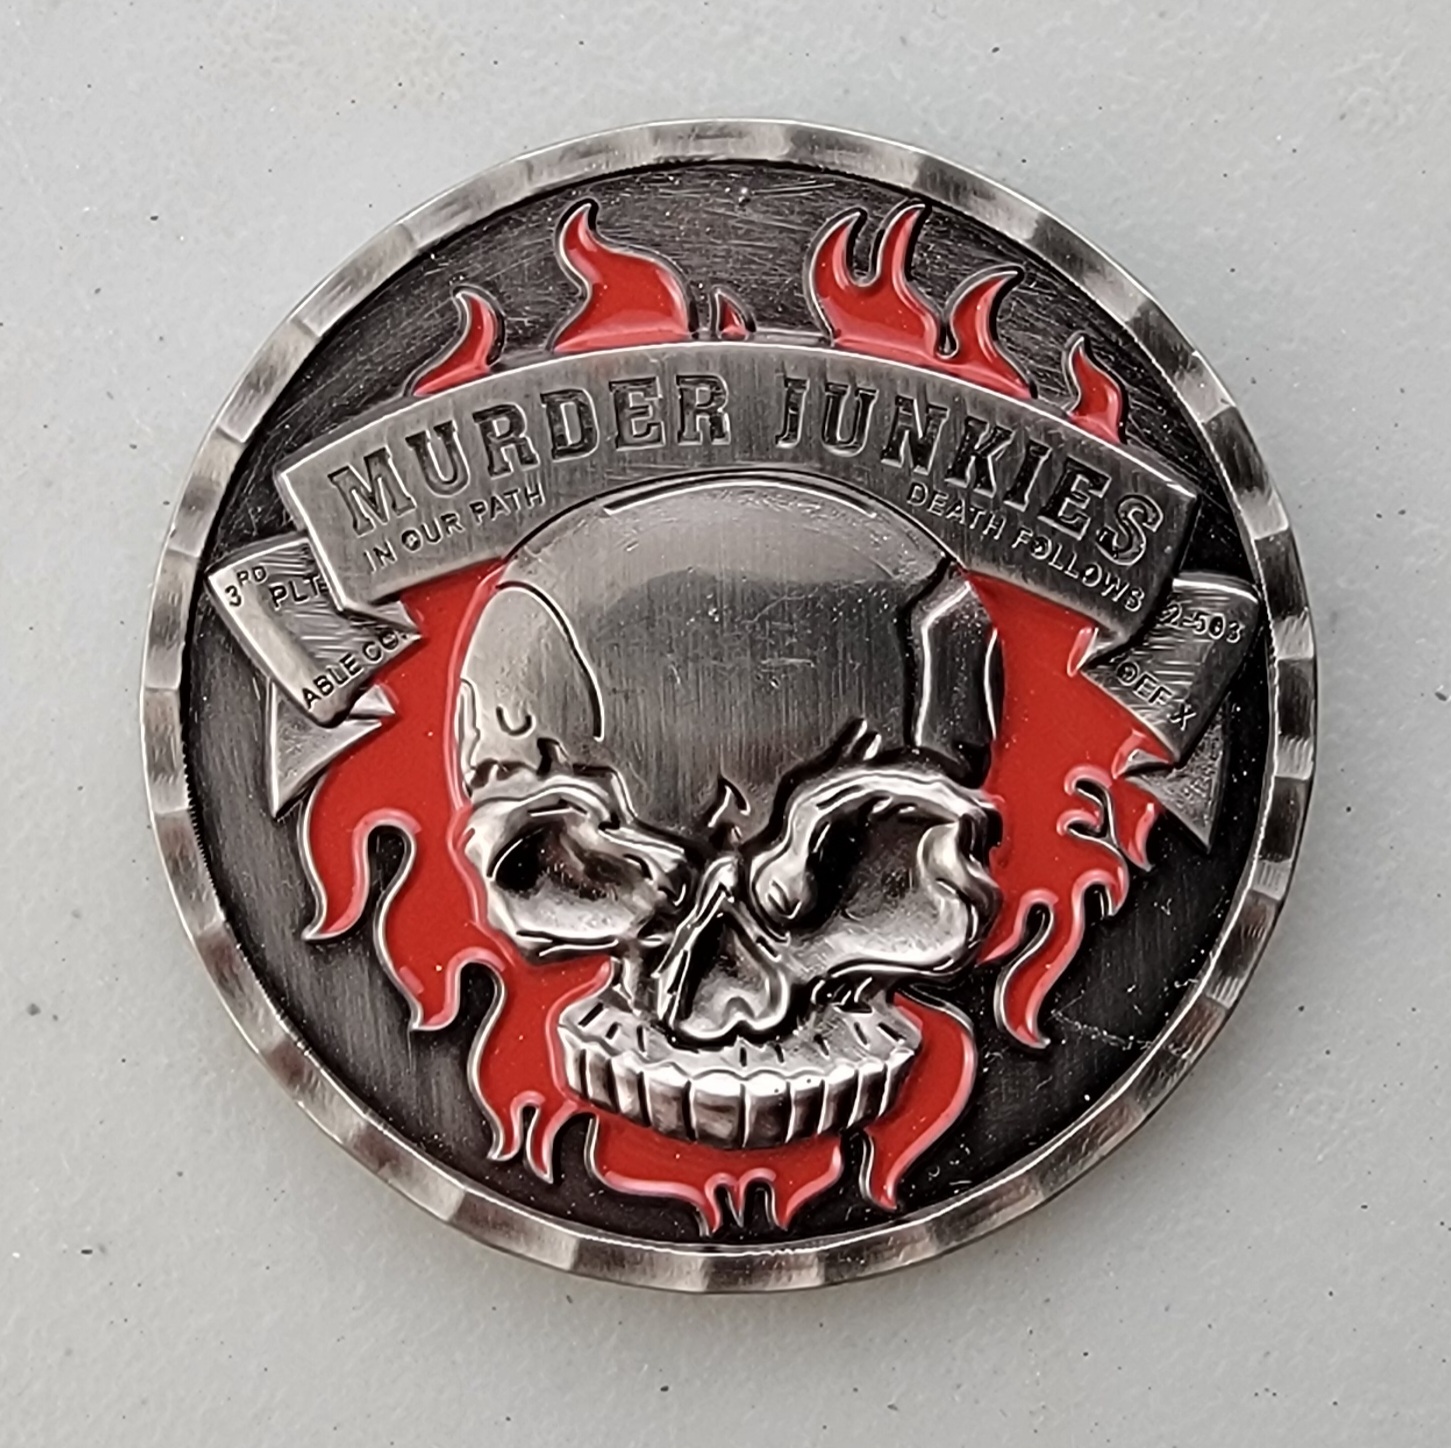 MURDER JUNKIES
IN OUR PATH
DEATH FOLLOWS
3RD PLT
ABLE CO.
2-503
OEF X